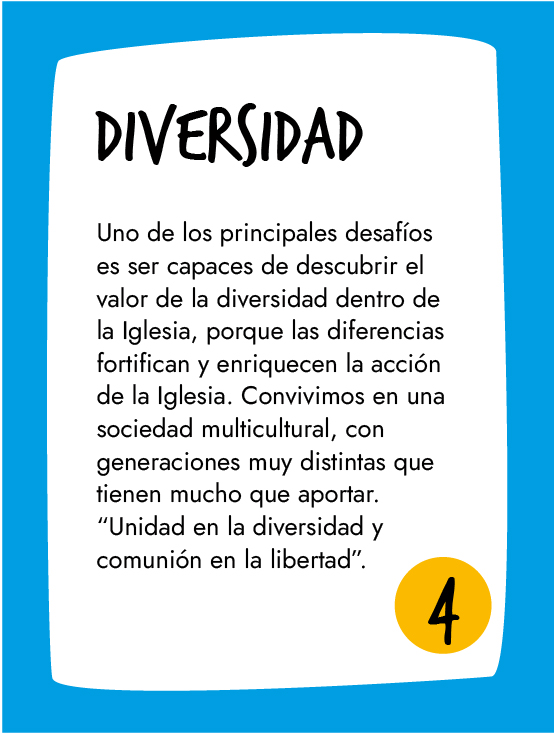 DIVERSIDAD
Uno de los principales desafíos
es ser capaces de descubrir el
valor de la diversidad dentro de
la Iglesia, porque las diferencias
fortifican y enriquecen la acción
de la Iglesia. Convivimos en una
sociedad multicultural, con
generaciones muy distintas que
tienen mucho que aportar.
“Unidad en la diversidad y
comunión en la libertad”.
4